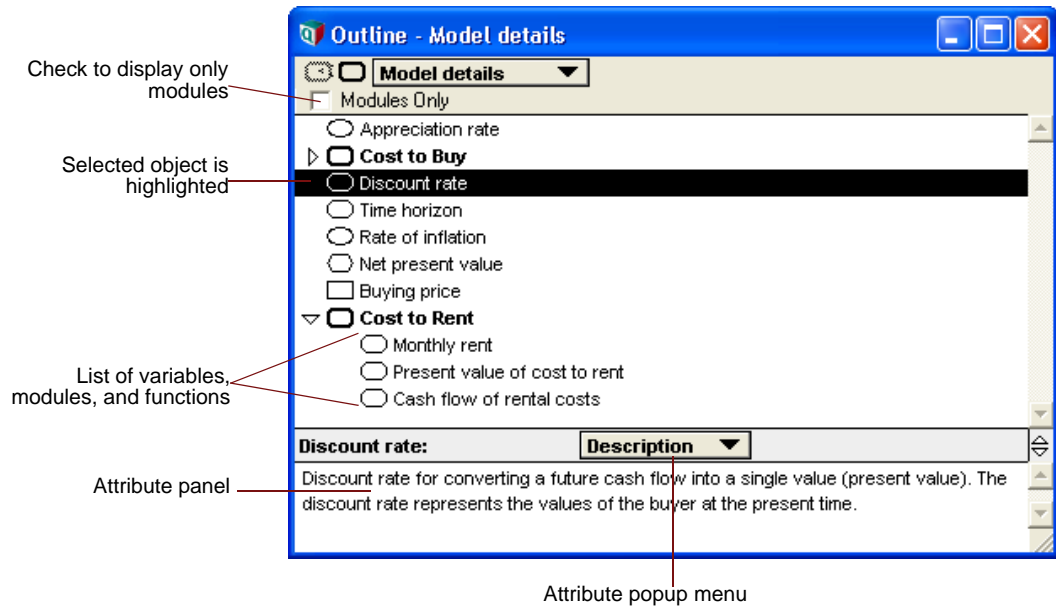 Outline - Model details
Check to display only
modules
Model details
Modules Only
Appreciation rate
Cost to Buy
Selected object is
highlighted
Discount rate
Time horizon
Rate of inflation
Net present value
Buying price
Cost to Rent
Monthly rent
Present value of cost to rent
Cash flow of rental costs
List of variables,
modules, and functions
Discount rate:
Description
Attribute panel
Discount rate for converting a future cash flow into a single value (present value). The
discount rate represents the values of the buyer at the present time.
Attribute popup menu